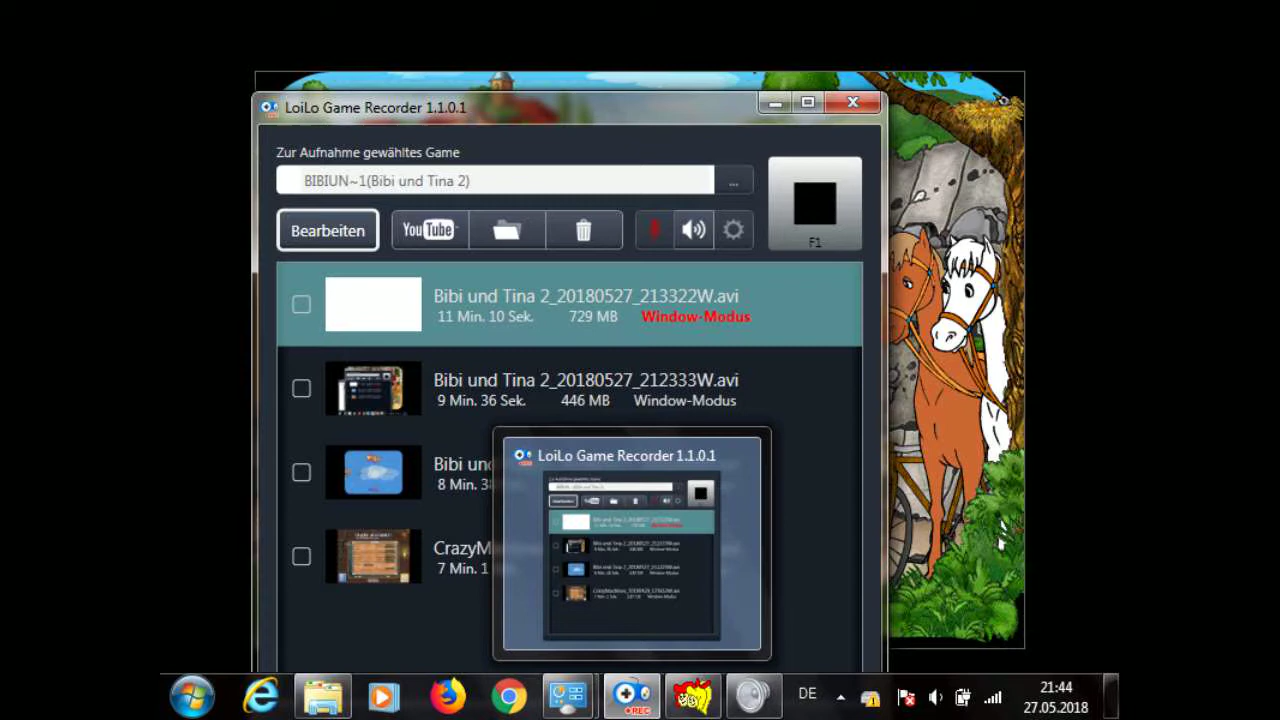 LoiLo Game Recorder 1.1.0.1
Zur Aufnahme gewähltes Game
BIBIUN~1(Bibi und Tina 2)
...
Bearbeiten
YouTube
F1
Bibi und Tina 2_20180527_213322W.avi
11 Min. 10 Sek. 729 MB Window-Modus
Bibi und Tina 2_20180527_212333W.avi
9 Min. 36 Sek. 446 MB Window-Modus
Bibi und
8 Min.
CrazyM
7 Min. 1
LoiLo Game Recorder 1.1.0.1
REC
DE
21:44
27.05.2018